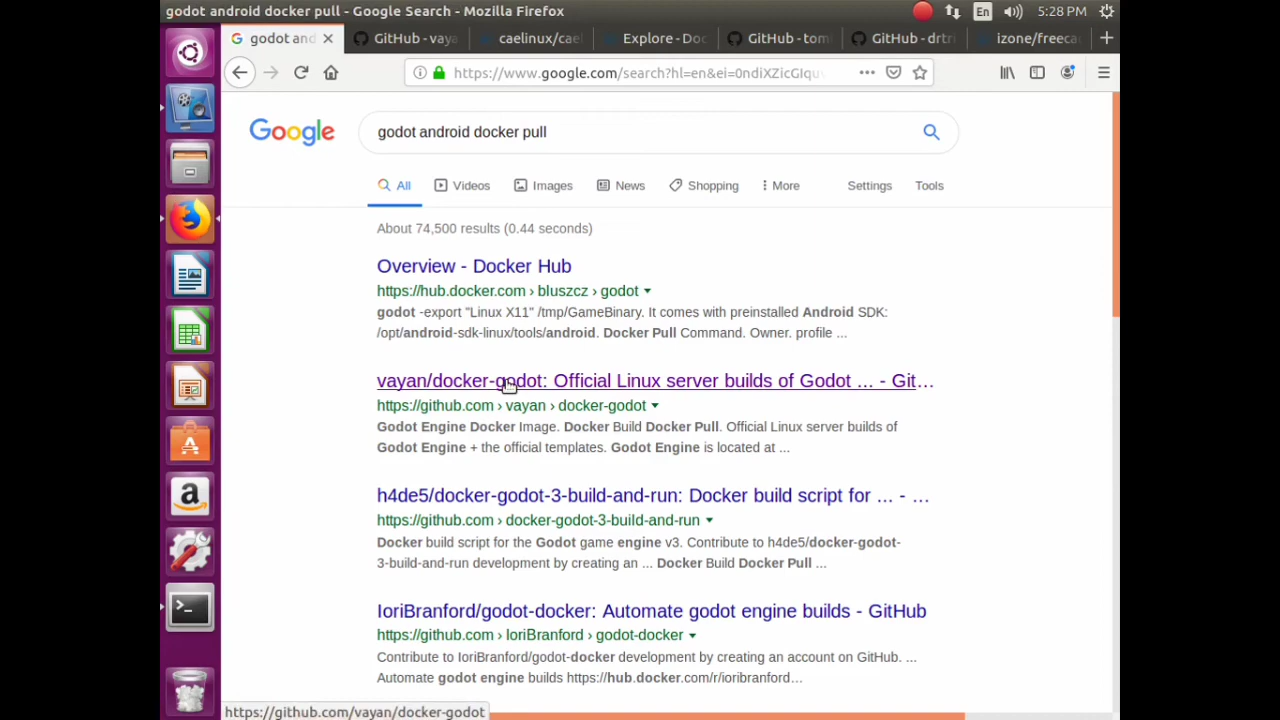 godot android docker pull - Google Search - Mozilla Firefox
En
5:28 PM
godot and
GitHub - vaya
caelinux/cael
Explore - Doc
GitHub - tom
GitHub - drtri
izone/freeca
https://www.google.com/search?hl=en&ei=0ndiXZicGIqu
Google
godot android docker pull
All
Videos
Images
News
Shopping
More
Settings
Tools
About 74,500 results (0.44 seconds)
Overview - Docker Hub
https://hub.docker.com › bluszcz › godot
godot -export "Linux X11" /tmp/GameBinary. It comes with preinstalled Android SDK:
/opt/android-sdk-linux/tools/android. Docker Pull Command. Owner. profile ...
vayan/docker-godot: Official Linux server builds of Godot ... - Git…
https://github.com › vayan › docker-godot
Godot Engine Docker Image. Docker Build Docker Pull. Official Linux server builds of
Godot Engine + the official templates. Godot Engine is located at ...
h4de5/docker-godot-3-build-and-run: Docker build script for ... - …
https://github.com › docker-godot-3-build-and-run
Docker build script for the Godot game engine v3. Contribute to h4de5/docker-godot-
3-build-and-run development by creating an ... Docker Build Docker Pull ...
IoriBranford/godot-docker: Automate godot engine builds - GitHub
https://github.com › IoriBranford › godot-docker
Contribute to IoriBranford/godot-docker development by creating an account on GitHub. ...
Automate godot engine builds https://hub.docker.com/r/ioribranford…
https://github.com/vayan/docker-godot